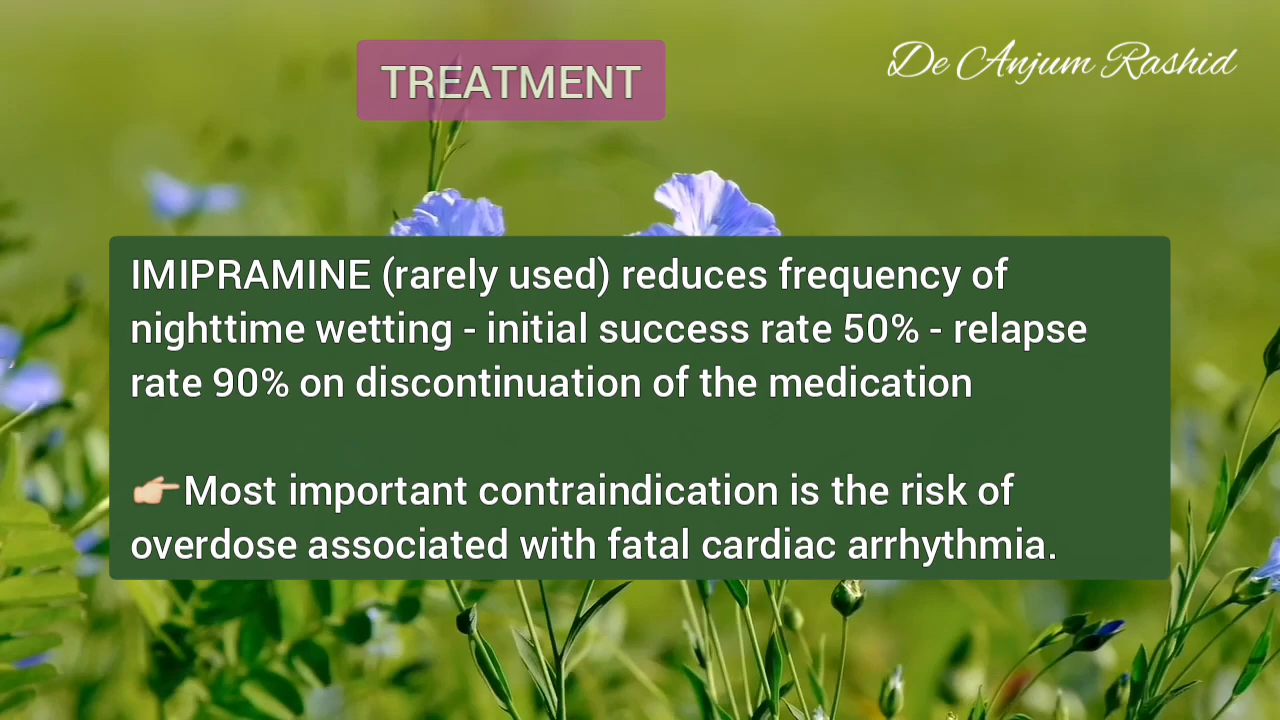 TREATMENT
De Anjum Rashid
IMIPRAMINE (rarely used) reduces frequency of
nighttime wetting - initial success rate 50% - relapse
rate 90% on discontinuation of the medication
👉Most important contraindication is the risk of
overdose associated with fatal cardiac arrhythmia.